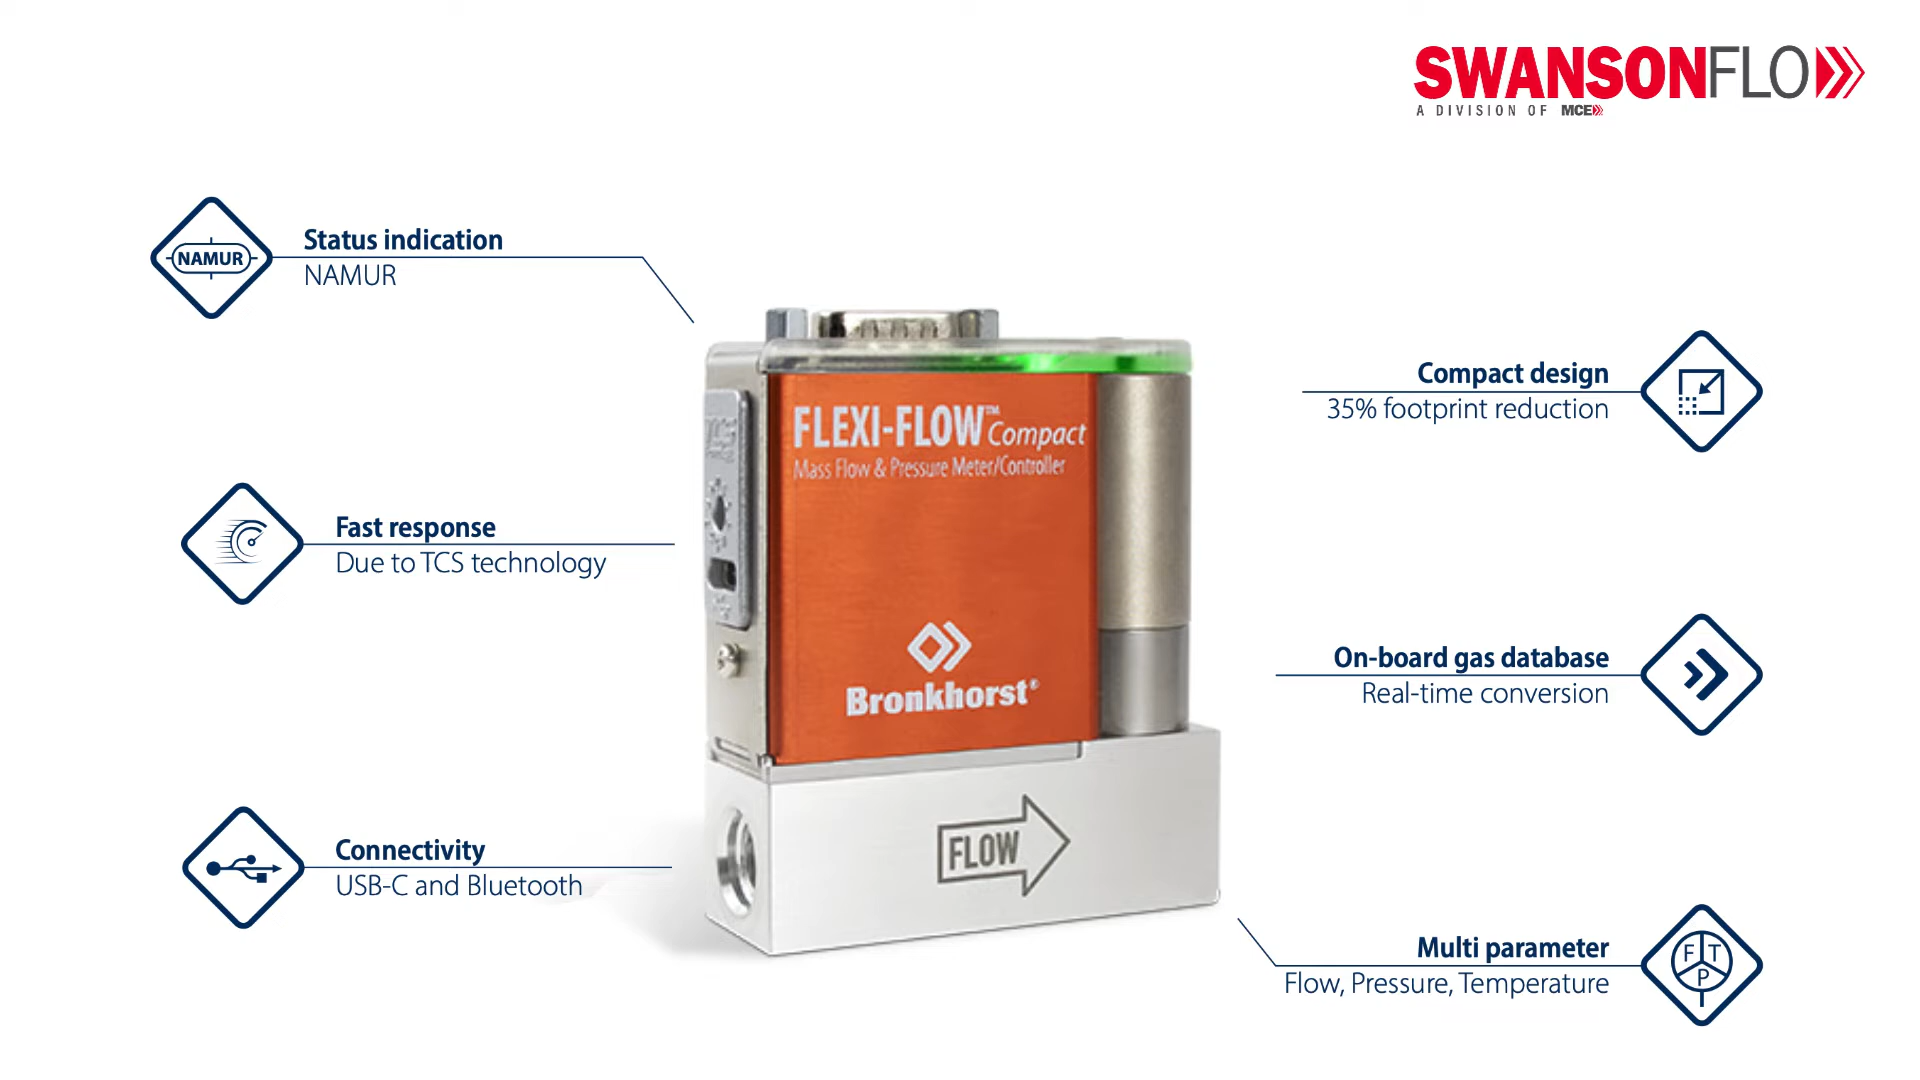 SWANSONFLO
A DIVISION OF MCE
NAMUR
Status indication
NAMUR
Compact design
35% footprint reduction
FLEXI-FLOW™ Compact
Mass Flow & Pressure Meter/Controller
Fast response
Due to TCS technology
On-board gas database
Real-time conversion
Bronkhorst®
Connectivity
USB-C and Bluetooth
FLOW
Multi parameter
Flow, Pressure, Temperature
F T
P